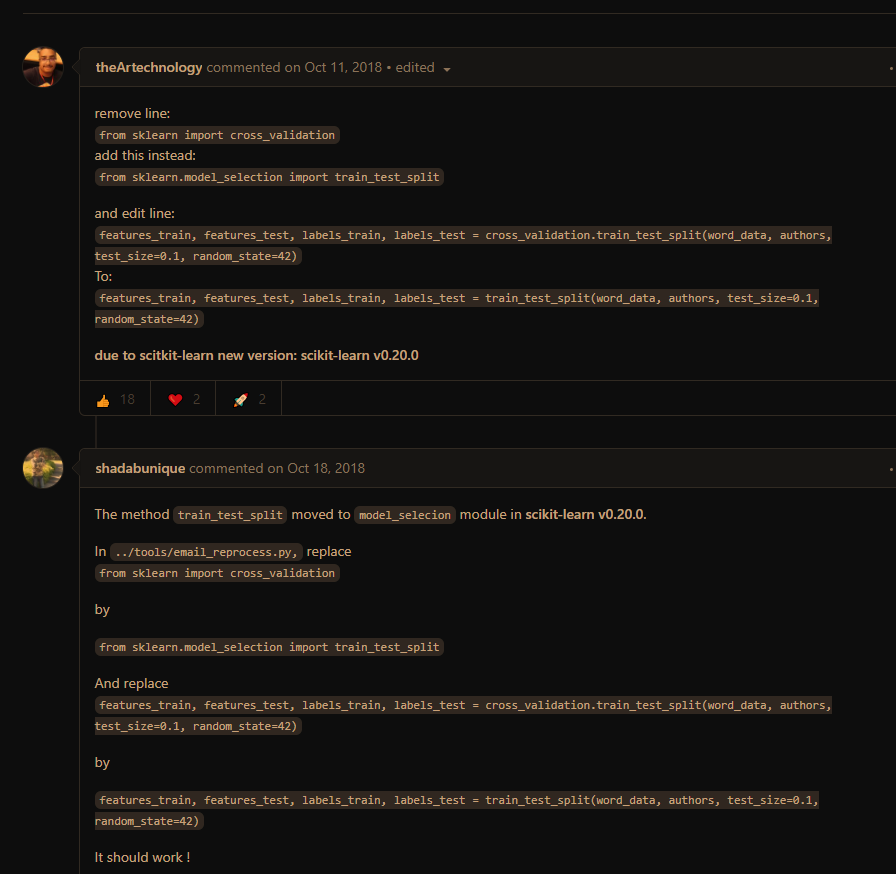 theArtechnology commented on Oct 11, 2018 • edited
remove line:
from sklearn import cross_validation
add this instead:
from sklearn.model_selection import train_test_split
and edit line:
features_train, features_test, labels_train, labels_test = cross_validation.train_test_split(word_data, authors,
test_size=0.1, random_state=42)
To:
features_train, features_test, labels_train, labels_test = train_test_split(word_data, authors, test_size=0.1,
random_state=42)
due to scitkit-learn new version: scikit-learn v0.20.0
👍 18 ❤️ 2 🚀 2
shadabunique commented on Oct 18, 2018
The method train_test_split moved to model_selecion module in scikit-learn v0.20.0.
In ../tools/email_reprocess.py, replace
from sklearn import cross_validation
by
from sklearn.model_selection import train_test_split
And replace
features_train, features_test, labels_train, labels_test = cross_validation.train_test_split(word_data, authors,
test_size=0.1, random_state=42)
by
features_train, features_test, labels_train, labels_test = train_test_split(word_data, authors, test_size=0.1,
random_state=42)
It should work !